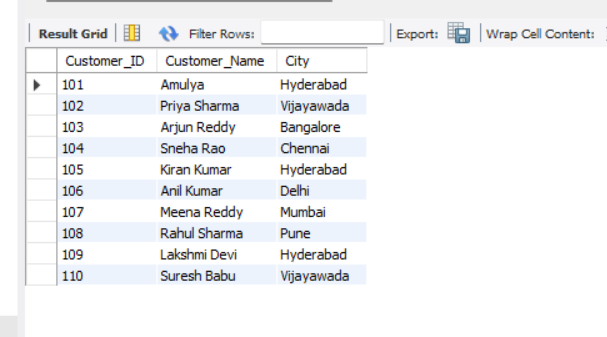 Result Grid Filter Rows: Export: Wrap Cell Content:
Customer_ID Customer_Name City
101 Amulya Hyderabad
102 Priya Sharma Vijayawada
103 Arjun Reddy Bangalore
104 Sneha Rao Chennai
105 Kiran Kumar Hyderabad
106 Anil Kumar Delhi
107 Meena Reddy Mumbai
108 Rahul Sharma Pune
109 Lakshmi Devi Hyderabad
110 Suresh Babu Vijayawada